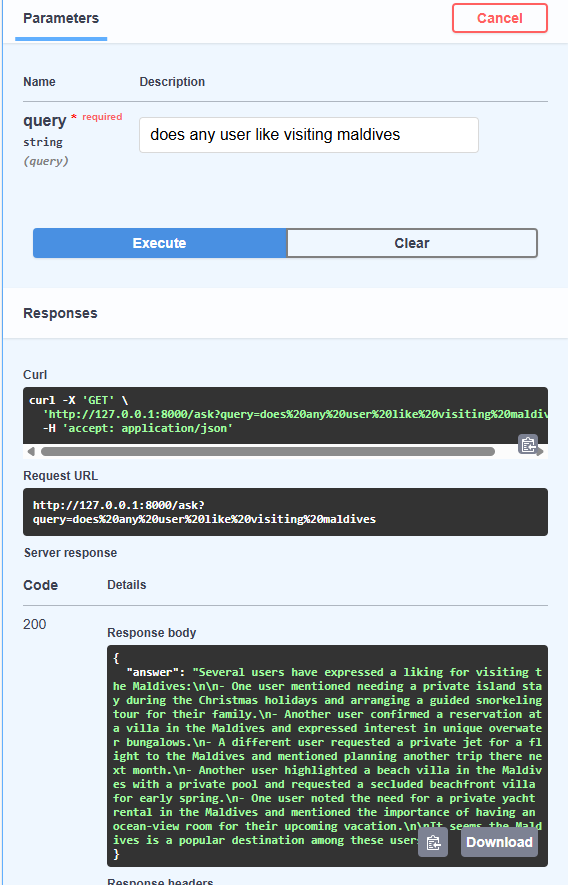 Parameters
Cancel
Name Description
query * required
string
(query)
does any user like visiting maldives
Execute Clear
Responses
Curl
curl -X 'GET' \
'http://127.0.0.1:8000/ask?query=does%20any%20user%20like%20visiting%20maldiv
-H 'accept: application/json'
Request URL
http://127.0.0.1:8000/ask?
query=does%20any%20user%20like%20visiting%20maldives
Server response
Code Details
200
Response body
{
"answer": "Several users have expressed a liking for visiting t
he Maldives:\n\n- One user mentioned needing a private island sta
y during the Christmas holidays and arranging a guided snorkeling
tour for their family.\n- Another user confirmed a reservation at
a villa in the Maldives and expressed interest in unique overwate
r bungalows.\n- A different user requested a private jet for a fl
ight to the Maldives and mentioned planning another trip there ne
xt month.\n- Another user highlighted a beach villa in the Maldiv
es with a private pool and requested a secluded beachfront villa
for early spring.\n- One user noted the need for a private yacht
rental in the Maldives and mentioned the importance of having an
ocean-view room for their upcoming vacation.\n\nIt seems the Mald
ives is a popular destination among these user
}
Download
Response headers